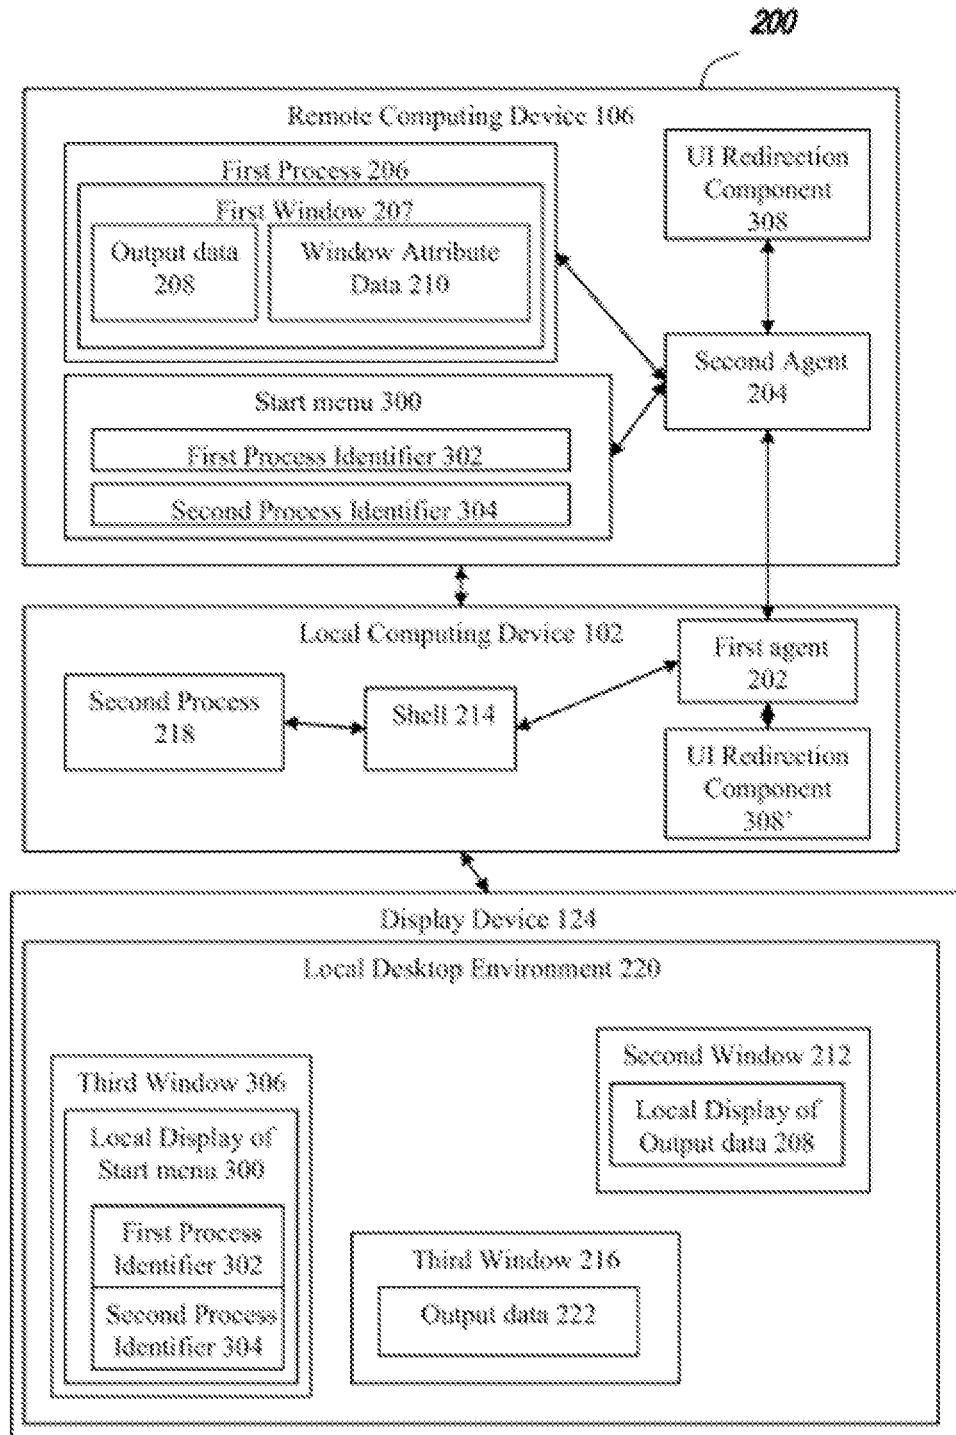 200
Remote Computing Device 106
First Process 206
First Window 207
Output data
208
Window Attribute
Data 210
UI Redirection
Component
308
Second Agent
204
Start menu 300
First Process Identifier 302
Second Process Identifier 304
Local Computing Device 102
Second Process
218
Shell 214
First agent
202
UI Redirection
Component
308'
Display Device 124
Local Desktop Environment 220
Second Window 212
Local Display of
Output data 208
Third Window 306
Local Display of
Start menu 300
First Process
Identifier 302
Second Process
Identifier 304
Third Window 216
Output data 222